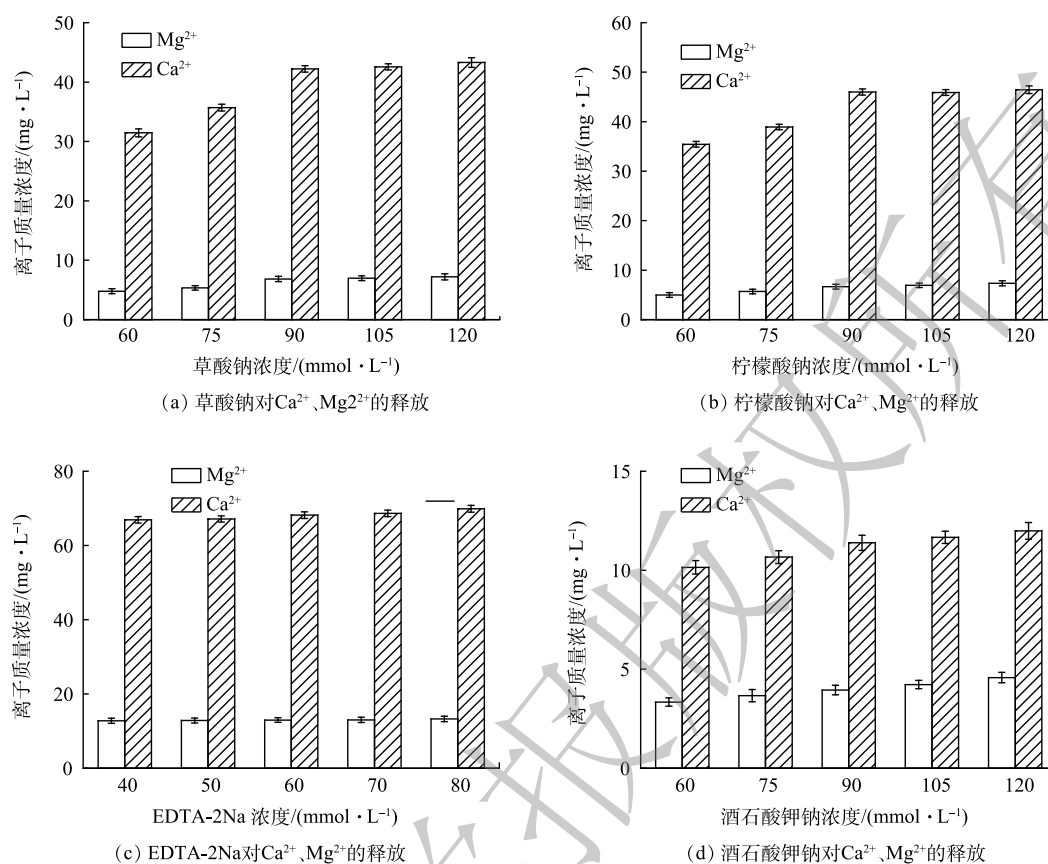 50
40
30
20
10
0
离子质量浓度/(mg·L⁻¹)
Mg²⁺
Ca²⁺
60 75 90 105 120
草酸钠浓度/(mmol·L⁻¹)
(a) 草酸钠对Ca²⁺、Mg2²⁺的释放
60
50
40
30
20
10
0
离子质量浓度/(mg·L⁻¹)
Mg²⁺
Ca²⁺
60 75 90 105 120
柠檬酸钠浓度/(mmol·L⁻¹)
(b) 柠檬酸钠对Ca²⁺、Mg²⁺的释放
80
60
40
20
0
离子质量浓度/(mg·L⁻¹)
Mg²⁺
Ca²⁺
40 50 60 70 80
EDTA-2Na 浓度/(mmol·L⁻¹)
(c) EDTA-2Na对Ca²⁺、Mg²⁺的释放
15
10
5
0
离子质量浓度/(mg·L⁻¹)
Mg²⁺
Ca²⁺
60 75 90 105 120
酒石酸钾钠浓度/(mmol·L⁻¹)
(d) 酒石酸钾钠对Ca²⁺、Mg²⁺的释放
学报版权所有